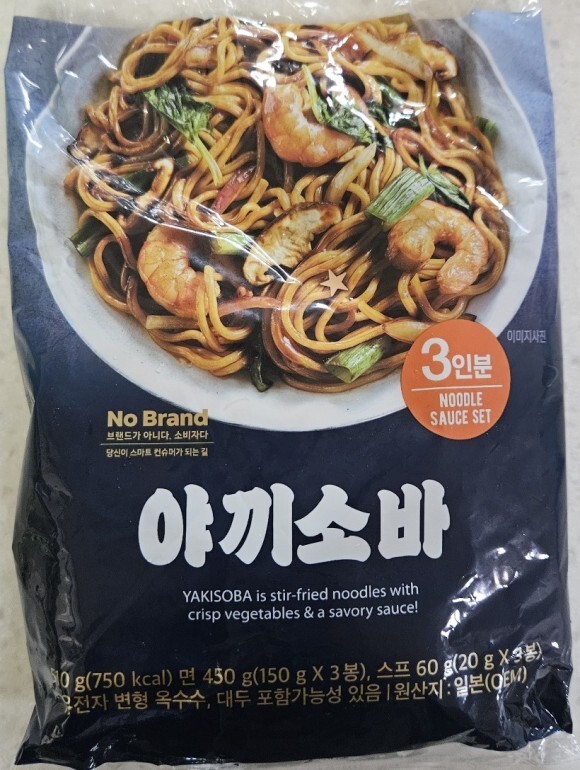 이미지사진
3인분
NOODLE
SAUCE SET
No Brand
브랜드가 아니다. 소비자다
당신이 스마트 컨슈머가 되는 길
야끼소바
YAKISOBA is stir-fried noodles with
crisp vegetables & a savory sauce!
g(750 kcal) 면 450 g(150 g X 3봉), 스프 60 g(20 g X 3봉)
변형 옥수수, 대두 포함가능성 있음 | 원산지 : 일본(OEM)